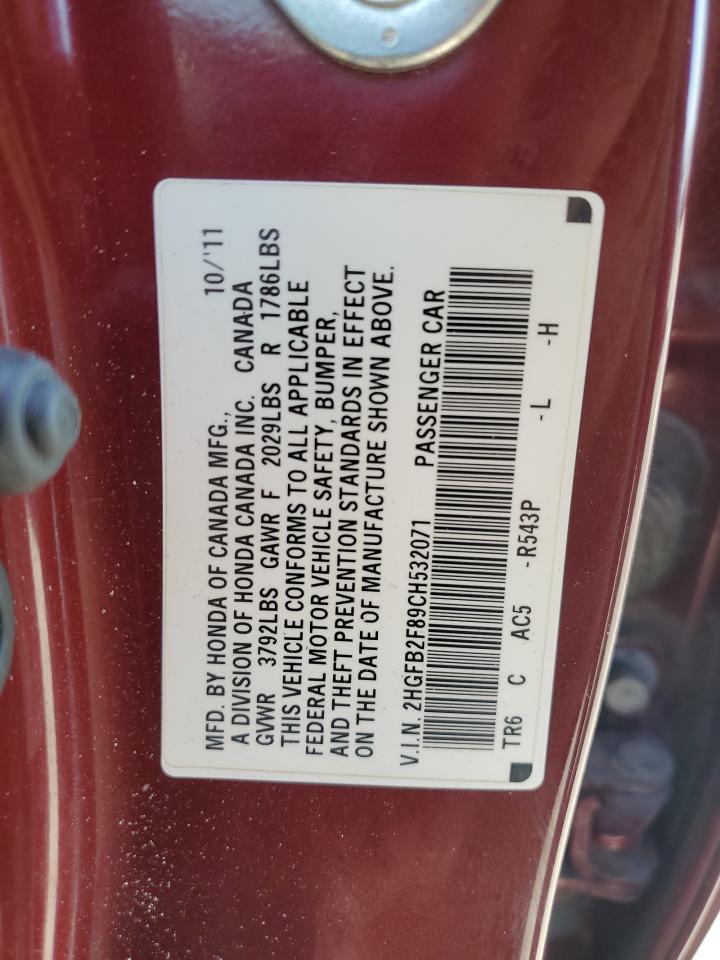 MFD. BY HONDA OF CANADA MFG., 10/'11
A DIVISION OF HONDA CANADA INC. CANADA
GVWR 3792LBS GAWR F 2029LBS R 1786LBS
THIS VEHICLE CONFORMS TO ALL APPLICABLE
FEDERAL MOTOR VEHICLE SAFETY, BUMPER,
AND THEFT PREVENTION STANDARDS IN EFFECT
ON THE DATE OF MANUFACTURE SHOWN ABOVE.
V.I.N. 2HGFB2F89CH532071 PASSENGER CAR
TR6 C AC5 -R543P -L -H